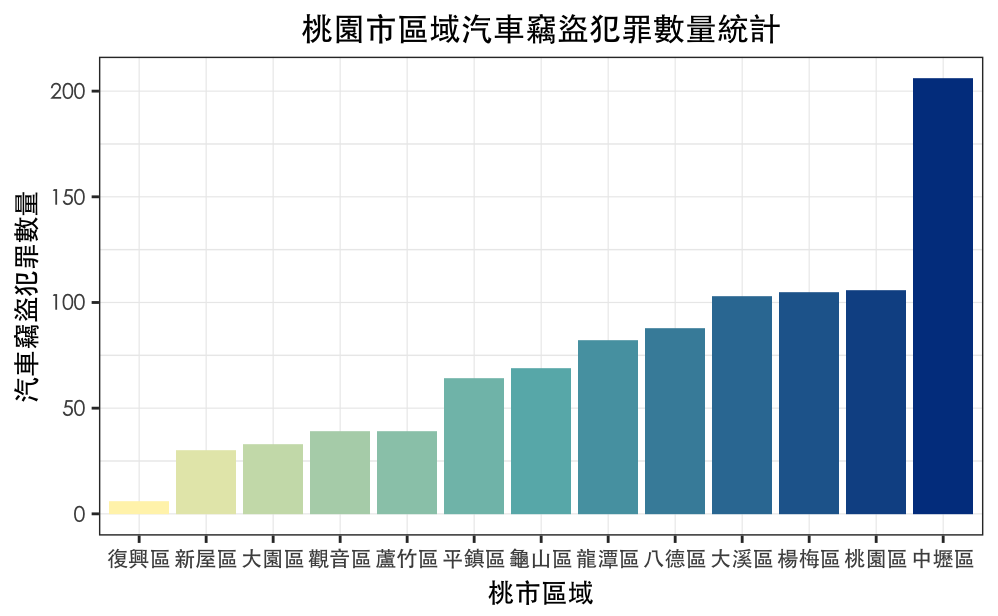 桃園市區域汽車竊盜犯罪數量統計
汽車竊盜犯罪數量
200
150
100
50
0
復興區 新屋區 大園區 觀音區 蘆竹區 平鎮區 龜山區 龍潭區 八德區 大溪區 楊梅區 桃園區 中壢區
桃市區域